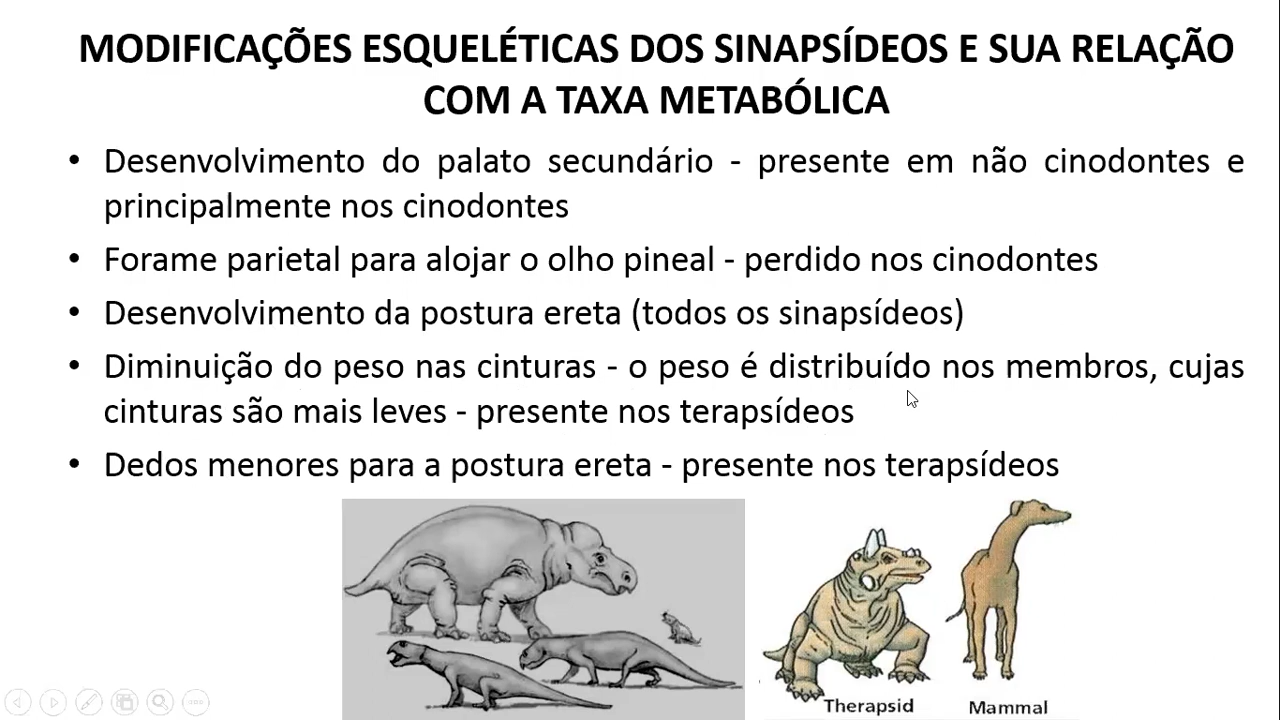 MODIFICAÇÕES ESQUELÉTICAS DOS SINAPSÍDEOS E SUA RELAÇÃO
COM A TAXA METABÓLICA
• Desenvolvimento do palato secundário - presente em não cinodontes e
principalmente nos cinodontes
• Forame parietal para alojar o olho pineal - perdido nos cinodontes
• Desenvolvimento da postura ereta (todos os sinapsídeos)
• Diminuição do peso nas cinturas - o peso é distribuído nos membros, cujas
cinturas são mais leves - presente nos terapsídeos
• Dedos menores para a postura ereta - presente nos terapsídeos
Therapsid
Mammal